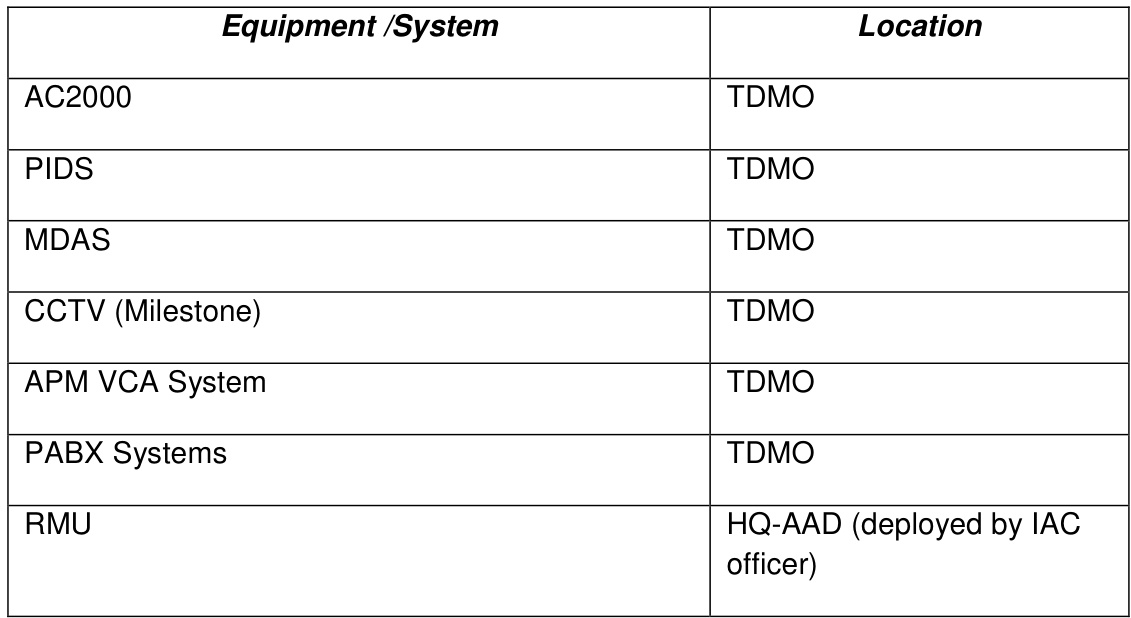 Equipment /System Location
AC2000 TDMO
PIDS TDMO
MDAS TDMO
CCTV (Milestone) TDMO
APM VCA System TDMO
PABX Systems TDMO
RMU HQ-AAD (deployed by IAC
officer)